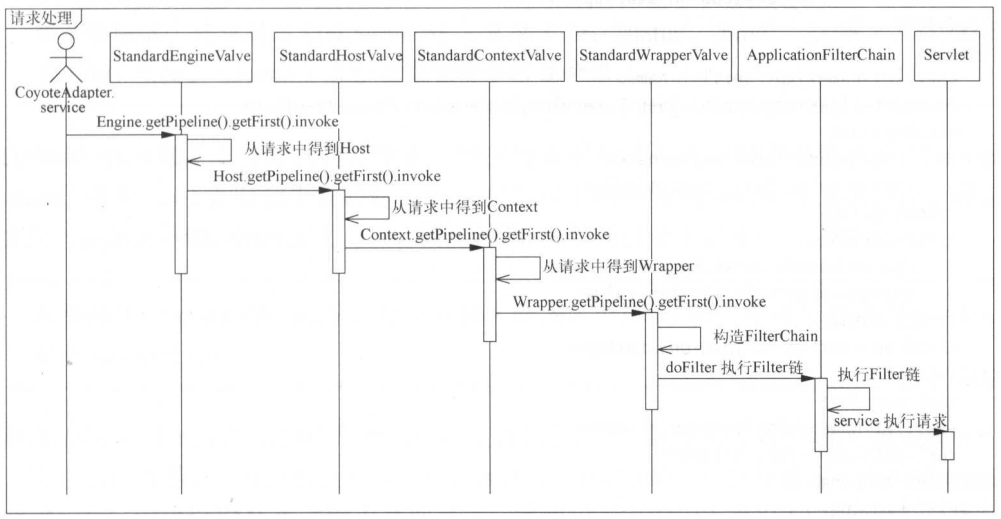 请求处理
StandardEngineValve
StandardHostValve
StandardContextValve
StandardWrapperValve
ApplicationFilterChain
Servlet
CoyoteAdapter.
service
Engine.getPipeline().getFirst().invoke
从请求中得到Host
Host.getPipeline().getFirst().invoke
从请求中得到Context
Context.getPipeline().getFirst().invoke
从请求中得到Wrapper
Wrapper.getPipeline().getFirst().invoke
构造FilterChain
doFilter 执行Filter链
执行Filter链
service 执行请求